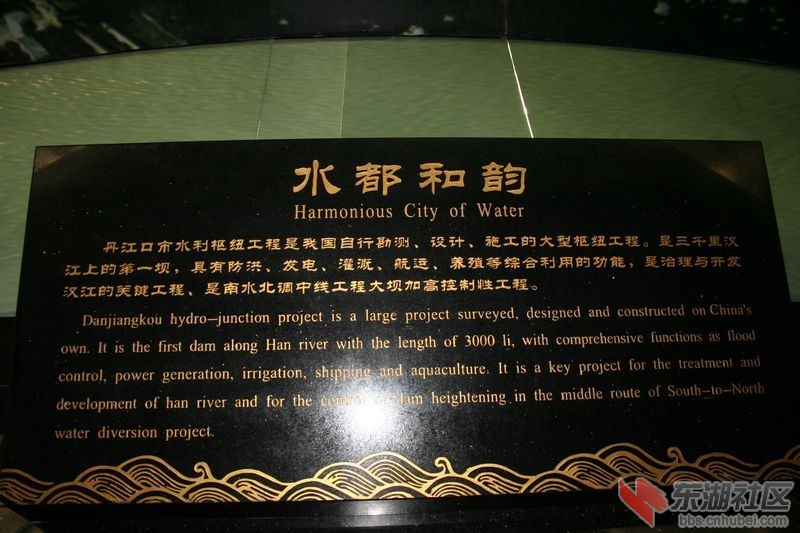 水都和韵
Harmonious City of Water
丹江口市水利枢纽工程是我国自行勘测、设计、施工的大型枢纽工程。是三千里汉
江上的第一坝，具有防洪、发电、灌溉、航运、养殖等综合利用的功能，是治理与开发
汉江的关键工程、是南水北调中线工程大坝加高控制性工程。
Danjiangkou hydro-junction project is a large project surveyed, designed and constructed on China's
own. It is the first dam along Han river with the length of 3000 li, with comprehensive functions as flood
control, power generation, irrigation, shipping and aquaculture. It is a key project for the treatment and
development of han river and for the control of dam heightening in the middle route of South-to-North
water diversion project.
东湖社区
bbs.cnhubei.com